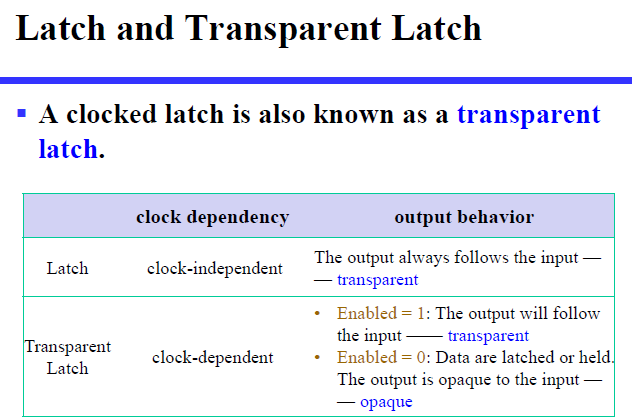 Latch and Transparent Latch
▪ A clocked latch is also known as a transparent
latch.
clock dependency output behavior
Latch clock-independent The output always follows the input —
— transparent
Transparent
Latch
clock-dependent
• Enabled = 1: The output will follow
the input —— transparent
• Enabled = 0: Data are latched or held.
The output is opaque to the input —
— opaque